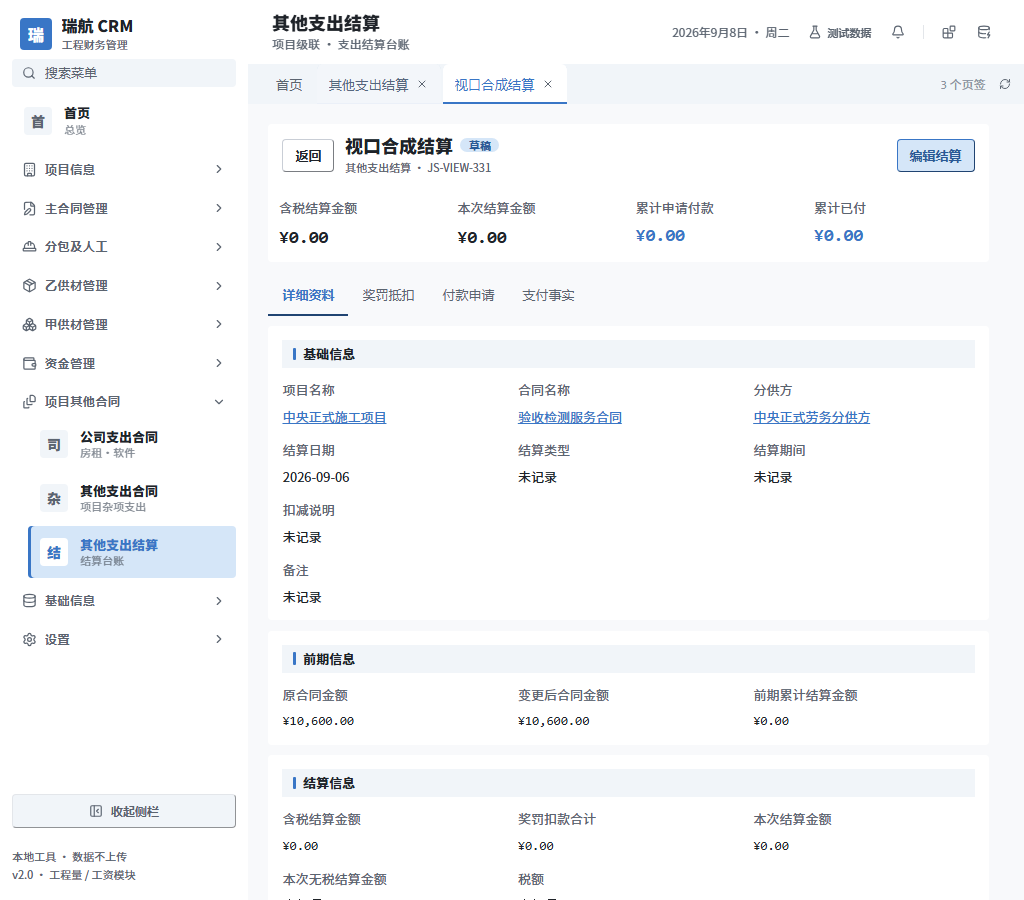 瑞
瑞航 CRM
工程财务管理
搜索菜单
首
首页
总览
项目信息
主合同管理
分包及人工
乙供材管理
甲供材管理
资金管理
项目其他合同
司
公司支出合同
房租・软件
杂
其他支出合同
项目杂项支出
结
其他支出结算
结算台账
基础信息
设置
收起侧栏
本地工具 · 数据不上传
v2.0 · 工程量 / 工资模块
其他支出结算
项目级联 · 支出结算台账
2026年9月8日 · 周二
测试数据
首页
其他支出结算 ×
视口合成结算 ×
3 个页签
返回
视口合成结算 草稿
其他支出结算 · JS-VIEW-331
编辑结算
含税结算金额 本次结算金额 累计申请付款 累计已付
¥0.00 ¥0.00 ¥0.00 ¥0.00
详细资料 奖罚抵扣 付款申请 支付事实
基础信息
项目名称 合同名称 分供方
中央正式施工项目 验收检测服务合同 中央正式劳务分供方
结算日期 结算类型 结算期间
2026-09-06 未记录 未记录
扣减说明
未记录
备注
未记录
前期信息
原合同金额 变更后合同金额 前期累计结算金额
¥10,600.00 ¥10,600.00 ¥0.00
结算信息
含税结算金额 奖罚扣款合计 本次结算金额
¥0.00 ¥0.00 ¥0.00
本次无税结算金额 税额